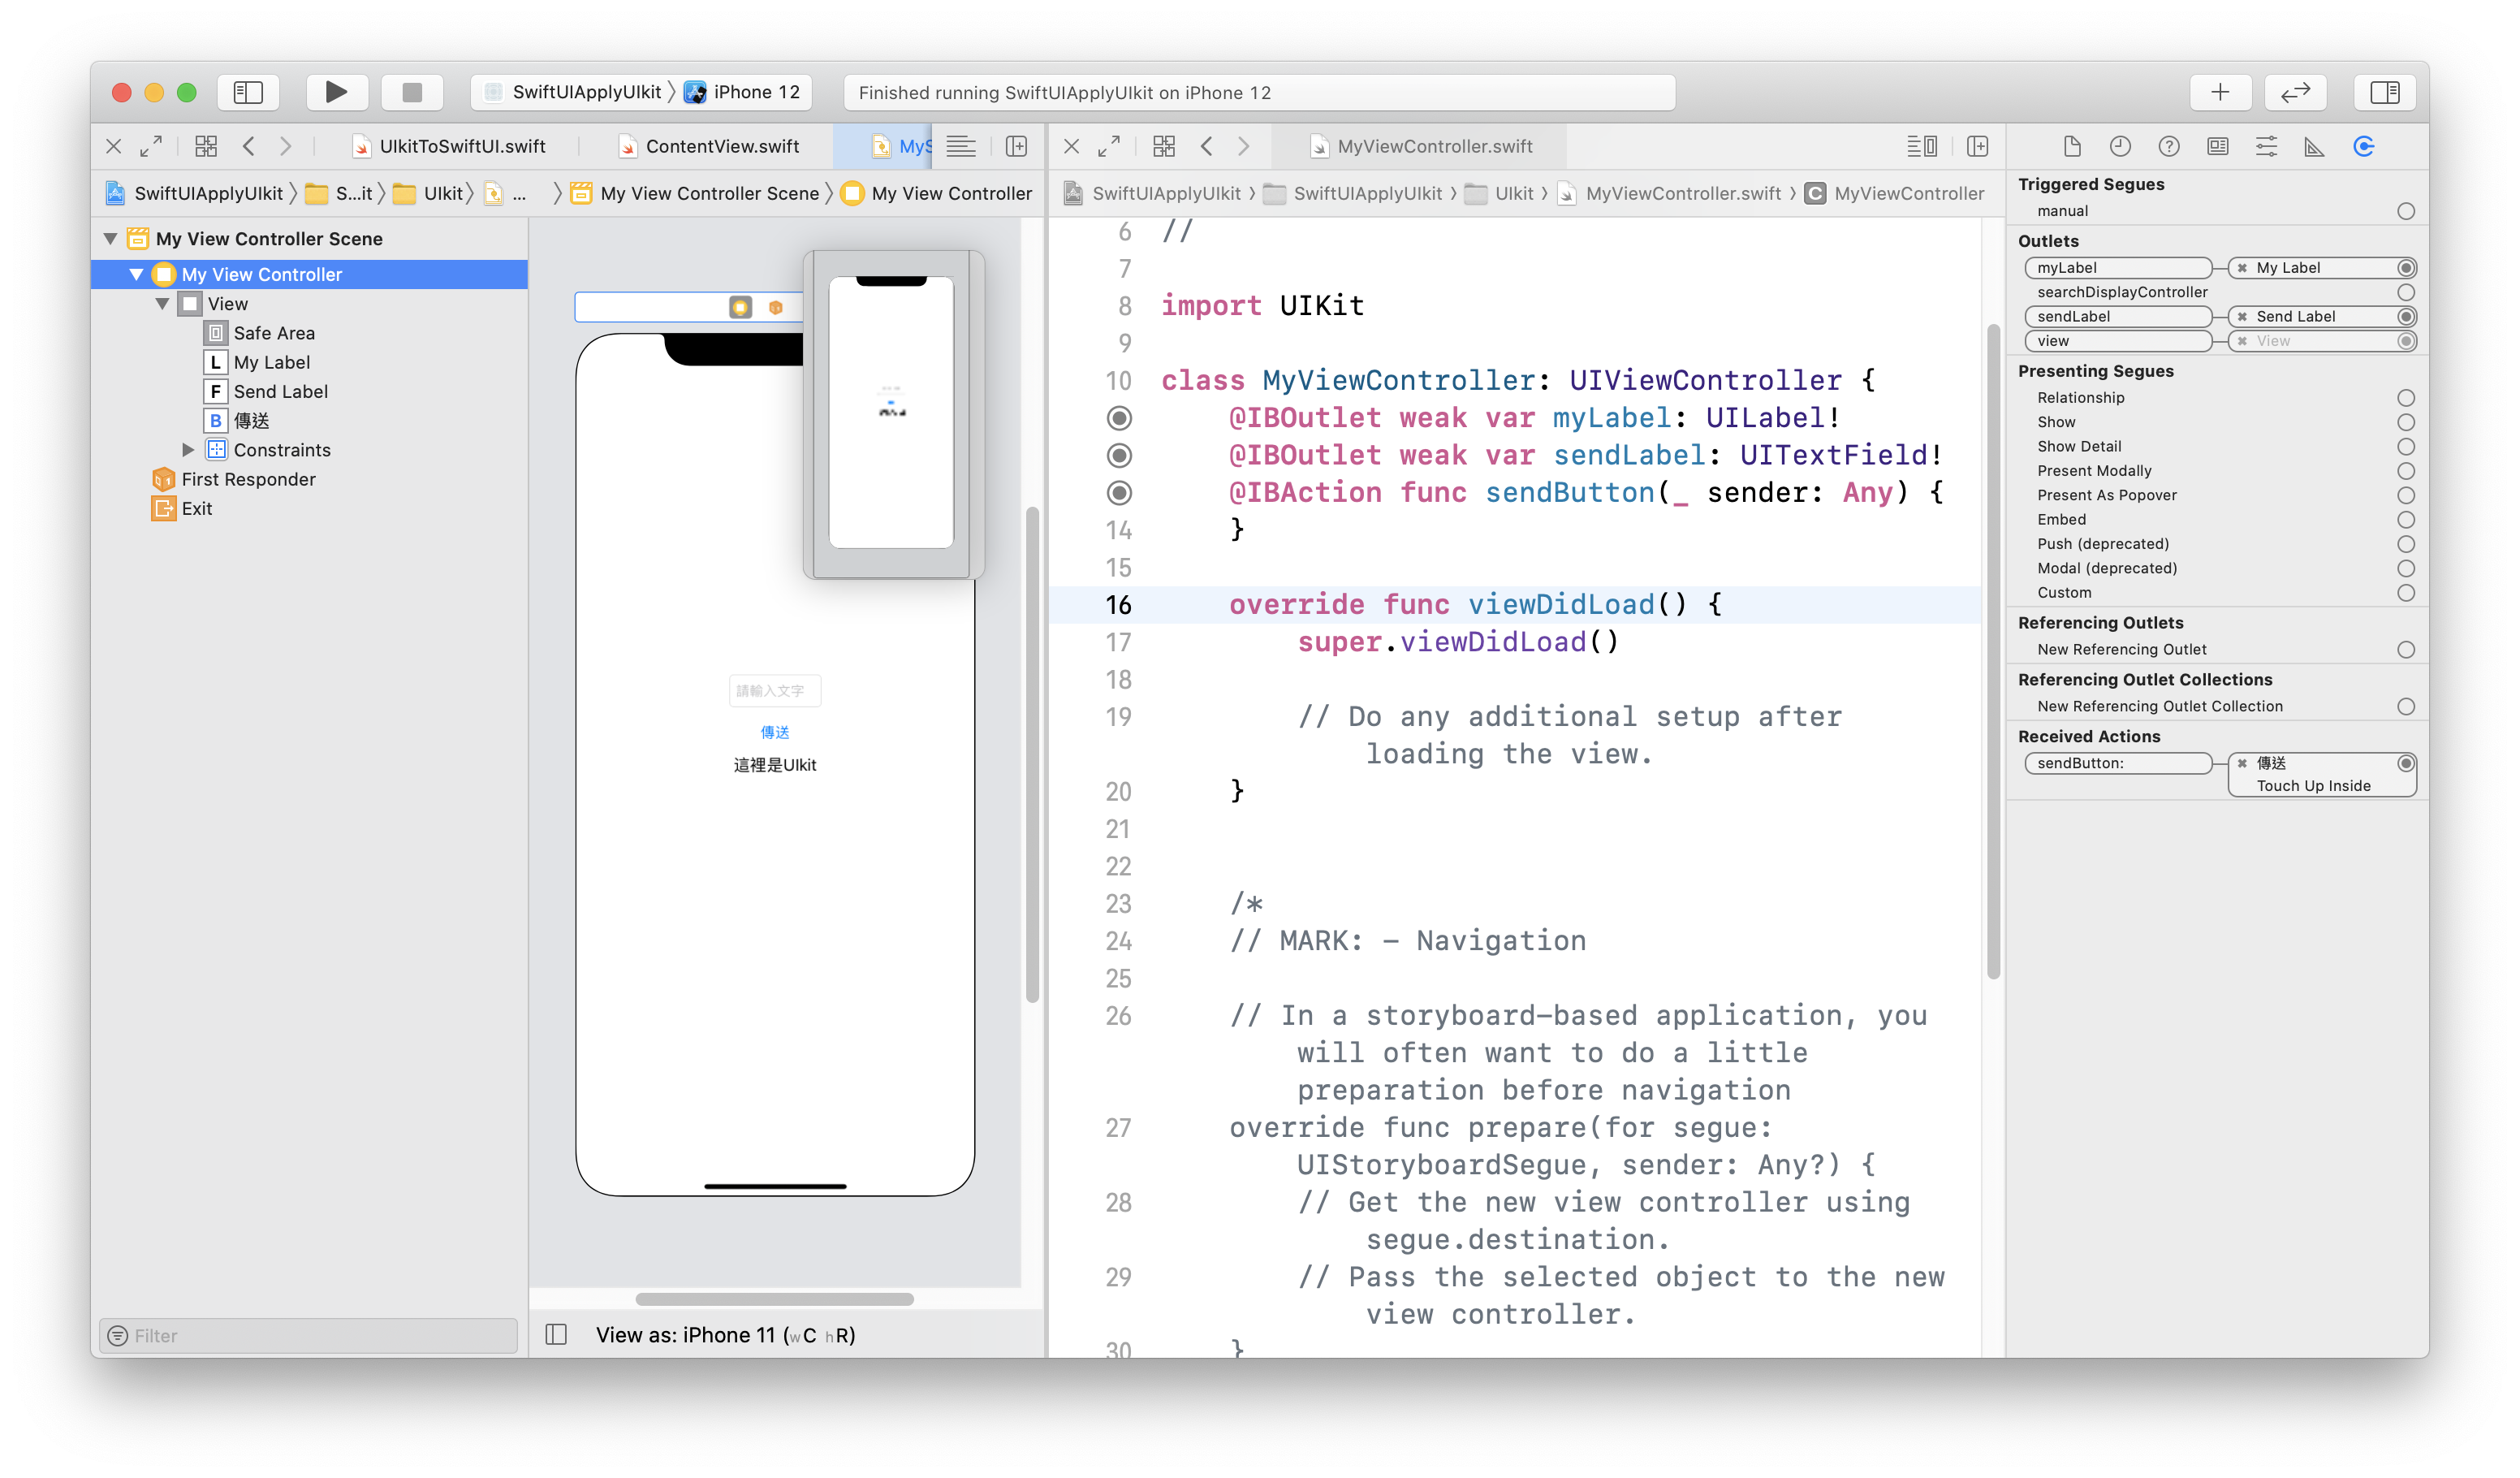 SwiftUIApplyUIkit
iPhone 12
Finished running SwiftUIApplyUIkit on iPhone 12
UIkitToSwiftUI.swift
ContentView.swift
MyS
MyViewController.swift
SwiftUIApplyUIkit
S...it
UIkit
...
My View Controller Scene
My View Controller
SwiftUIApplyUIkit
SwiftUIApplyUIkit
UIkit
MyViewController.swift
C
MyViewController
My View Controller Scene
My View Controller
View
Safe Area
L My Label
F Send Label
B 傳送
Constraints
First Responder
Exit
Filter
請輸入文字
傳送
這裡是UIkit
View as: iPhone 11 (wC hR)
6 //
7
8 import UIKit
9
10 class MyViewController: UIViewController {
@IBOutlet weak var myLabel: UILabel!
@IBOutlet weak var sendLabel: UITextField!
@IBAction func sendButton(_ sender: Any) {
14 }
15
16 override func viewDidLoad() {
17 super.viewDidLoad()
18
19 // Do any additional setup after
loading the view.
20 }
21
22
23 /*
24 // MARK: - Navigation
25
26 // In a storyboard-based application, you
will often want to do a little
preparation before navigation
27 override func prepare(for segue:
UIStoryboardSegue, sender: Any?) {
28 // Get the new view controller using
segue.destination.
29 // Pass the selected object to the new
view controller.
30 }
Triggered Segues
manual
Outlets
myLabel
My Label
searchDisplayController
sendLabel
Send Label
view
View
Presenting Segues
Relationship
Show
Show Detail
Present Modally
Present As Popover
Embed
Push (deprecated)
Modal (deprecated)
Custom
Referencing Outlets
New Referencing Outlet
Referencing Outlet Collections
New Referencing Outlet Collection
Received Actions
sendButton:
傳送
Touch Up Inside